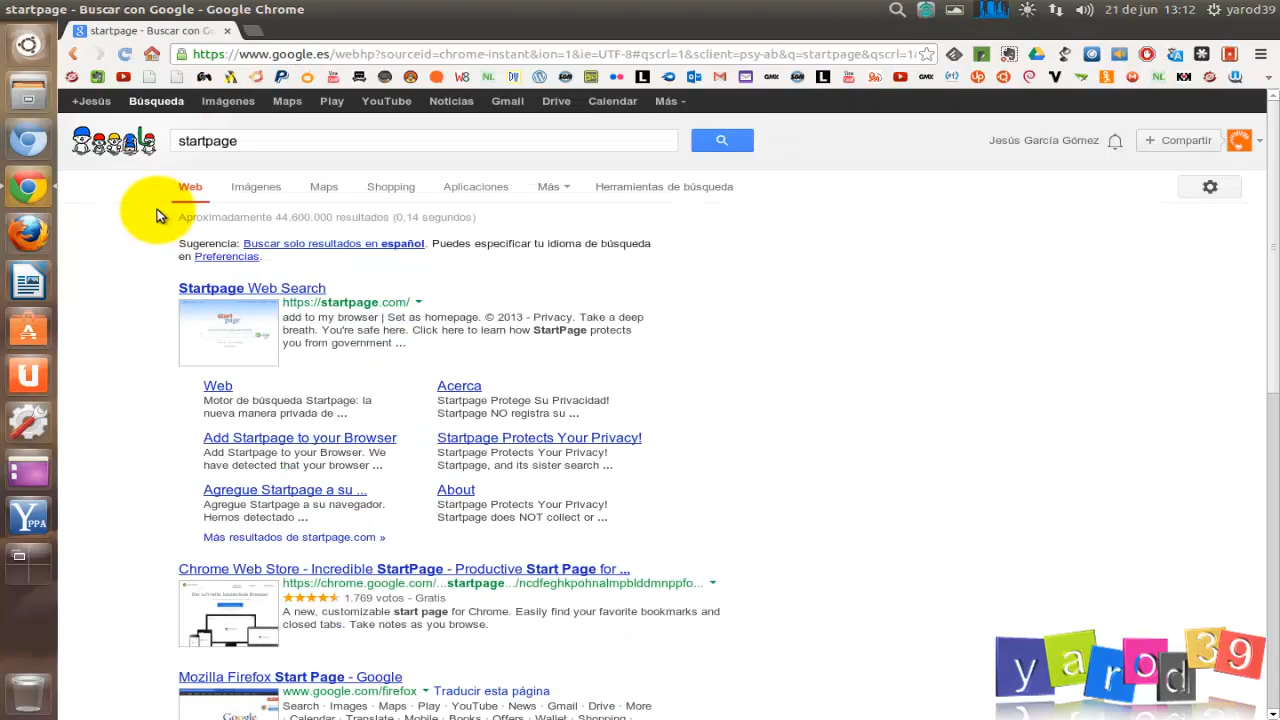 startpage - Buscar con Google - Google Chrome
21 de jun 13:12
yarod39
startpage - Buscar con Go
https://www.google.es/webhp?sourceid=chrome-instant&ion=1&ie=UTF-8#qscrl=1&sclient=psy-ab&q=startpage&qscrl=1&
+Jesús Búsqueda Imágenes Maps Play YouTube Noticias Gmail Drive Calendar Más
startpage
Jesús García Gómez
Compartir
Web Imágenes Maps Shopping Aplicaciones Más Herramientas de búsqueda
Aproximadamente 44.600.000 resultados (0,14 segundos)
Sugerencia: Buscar solo resultados en español. Puedes especificar tu idioma de búsqueda
en Preferencias.
Startpage Web Search
https://startpage.com/
add to my browser | Set as homepage. © 2013 - Privacy. Take a deep
breath. You're safe here. Click here to learn how StartPage protects
you from government ...
Web
Motor de búsqueda Startpage: la
nueva manera privada de ...
Acerca
Startpage Protege Su Privacidad!
Startpage NO registra su ...
Add Startpage to your Browser
Add Startpage to your Browser. We
have detected that your browser ...
Startpage Protects Your Privacy!
Startpage Protects Your Privacy!
Startpage, and its sister search ...
Agregue Startpage a su ...
Agregue Startpage a su navegador.
Hemos detectado ...
About
Startpage Protects Your Privacy!
Startpage does NOT collect or ...
Más resultados de startpage.com »
Chrome Web Store - Incredible StartPage - Productive Start Page for ...
https://chrome.google.com/...startpage.../ncdfeghkpohnalmpblddmnppfo...
1.769 votos - Gratis
A new, customizable start page for Chrome. Easily find your favorite bookmarks and
closed tabs. Take notes as you browse.
Mozilla Firefox Start Page - Google
www.google.com/firefox Traducir esta página
Search · Images · Maps · Play · YouTube · News · Gmail · Drive · More
· Calendar · Translate · Mobile · Books · Offers · Wallet · Shopping ·
yarod39